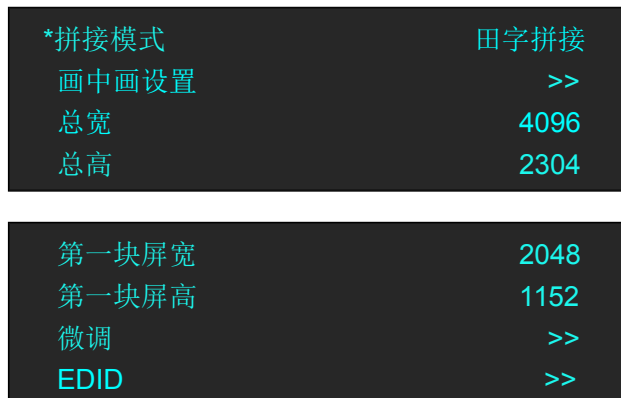 *拼接模式 田字拼接
画中画设置 >>
总宽 4096
总高 2304
第一块屏宽 2048
第一块屏高 1152
微调 >>
EDID >>